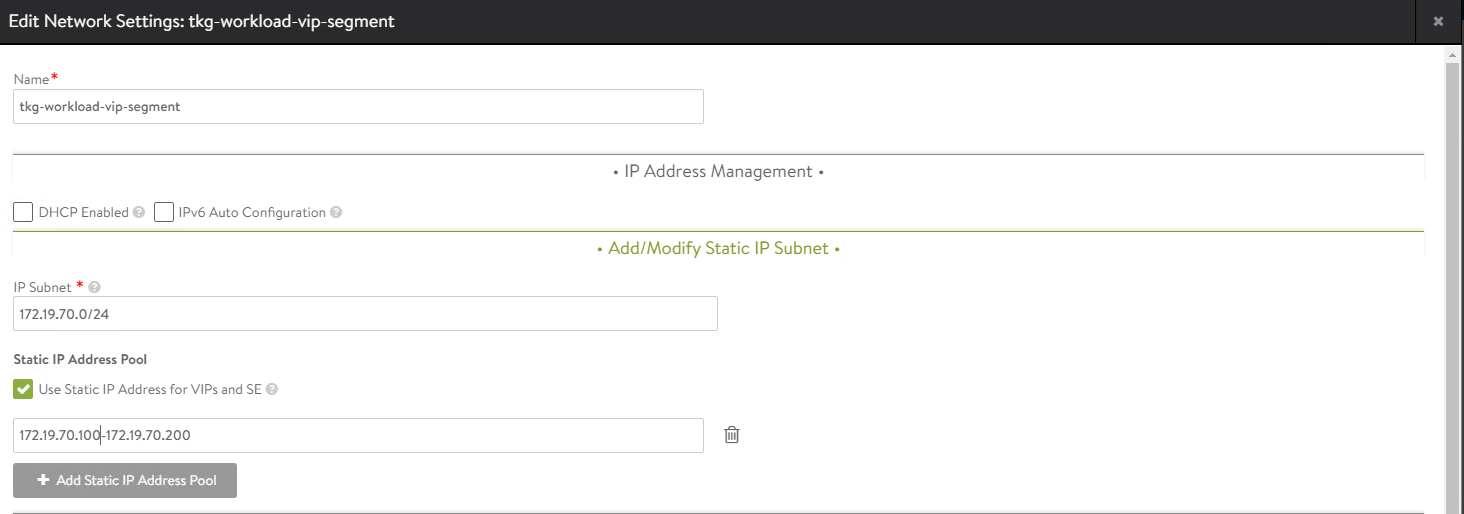 Edit Network Settings: tkg-workload-vip-segment
Name*
tkg-workload-vip-segment
• IP Address Management •
DHCP Enabled ? IPv6 Auto Configuration ?
• Add/Modify Static IP Subnet •
IP Subnet * ?
172.19.70.0/24
Static IP Address Pool
Use Static IP Address for VIPs and SE ?
172.19.70.100-172.19.70.200
+ Add Static IP Address Pool